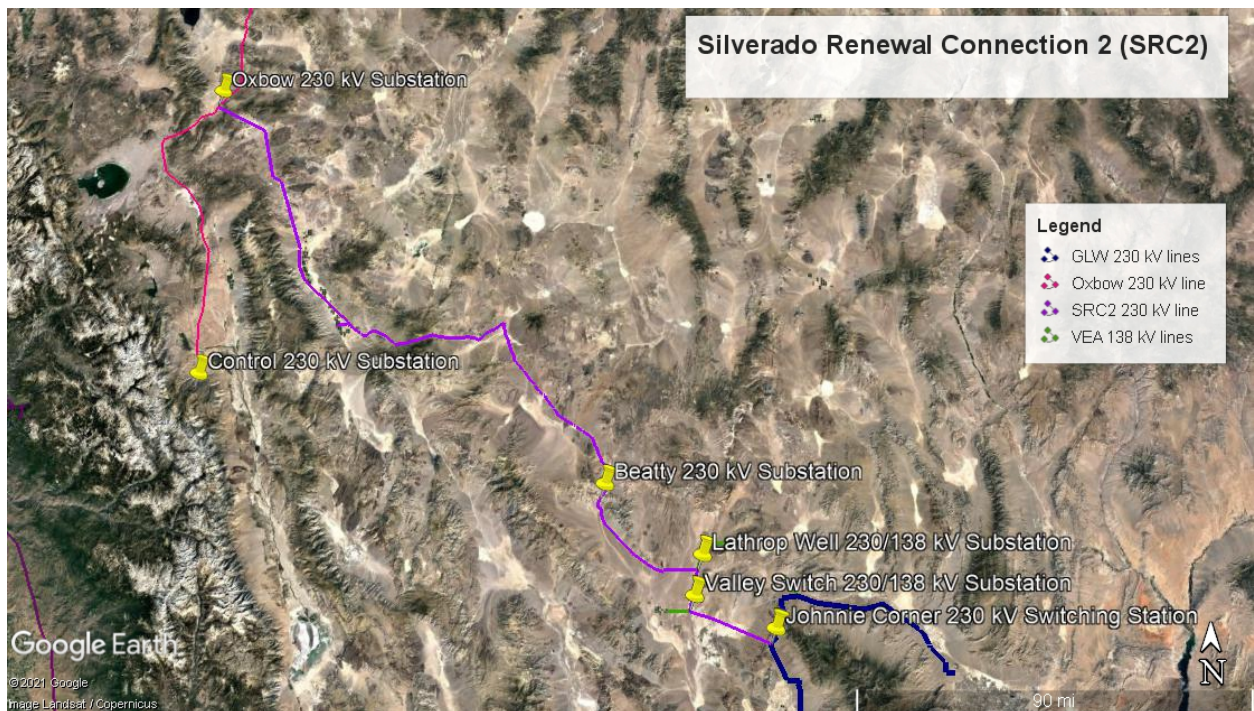 Silverado Renewal Connection 2 (SRC2)
Oxbow 230 kV Substation
Legend
GLW 230 kV lines
Oxbow 230 kV line
SRC2 230 kV line
VEA 138 kV lines
Control 230 kV Substation
Beatty 230 kV Substation
Lathrop Well 230/138 kV Substation
Valley Switch 230/138 kV Substation
Johnnie Corner 230 kV Switching Station
Google Earth
© 2021 Google
Image Landsat / Copernicus
N
90 mi